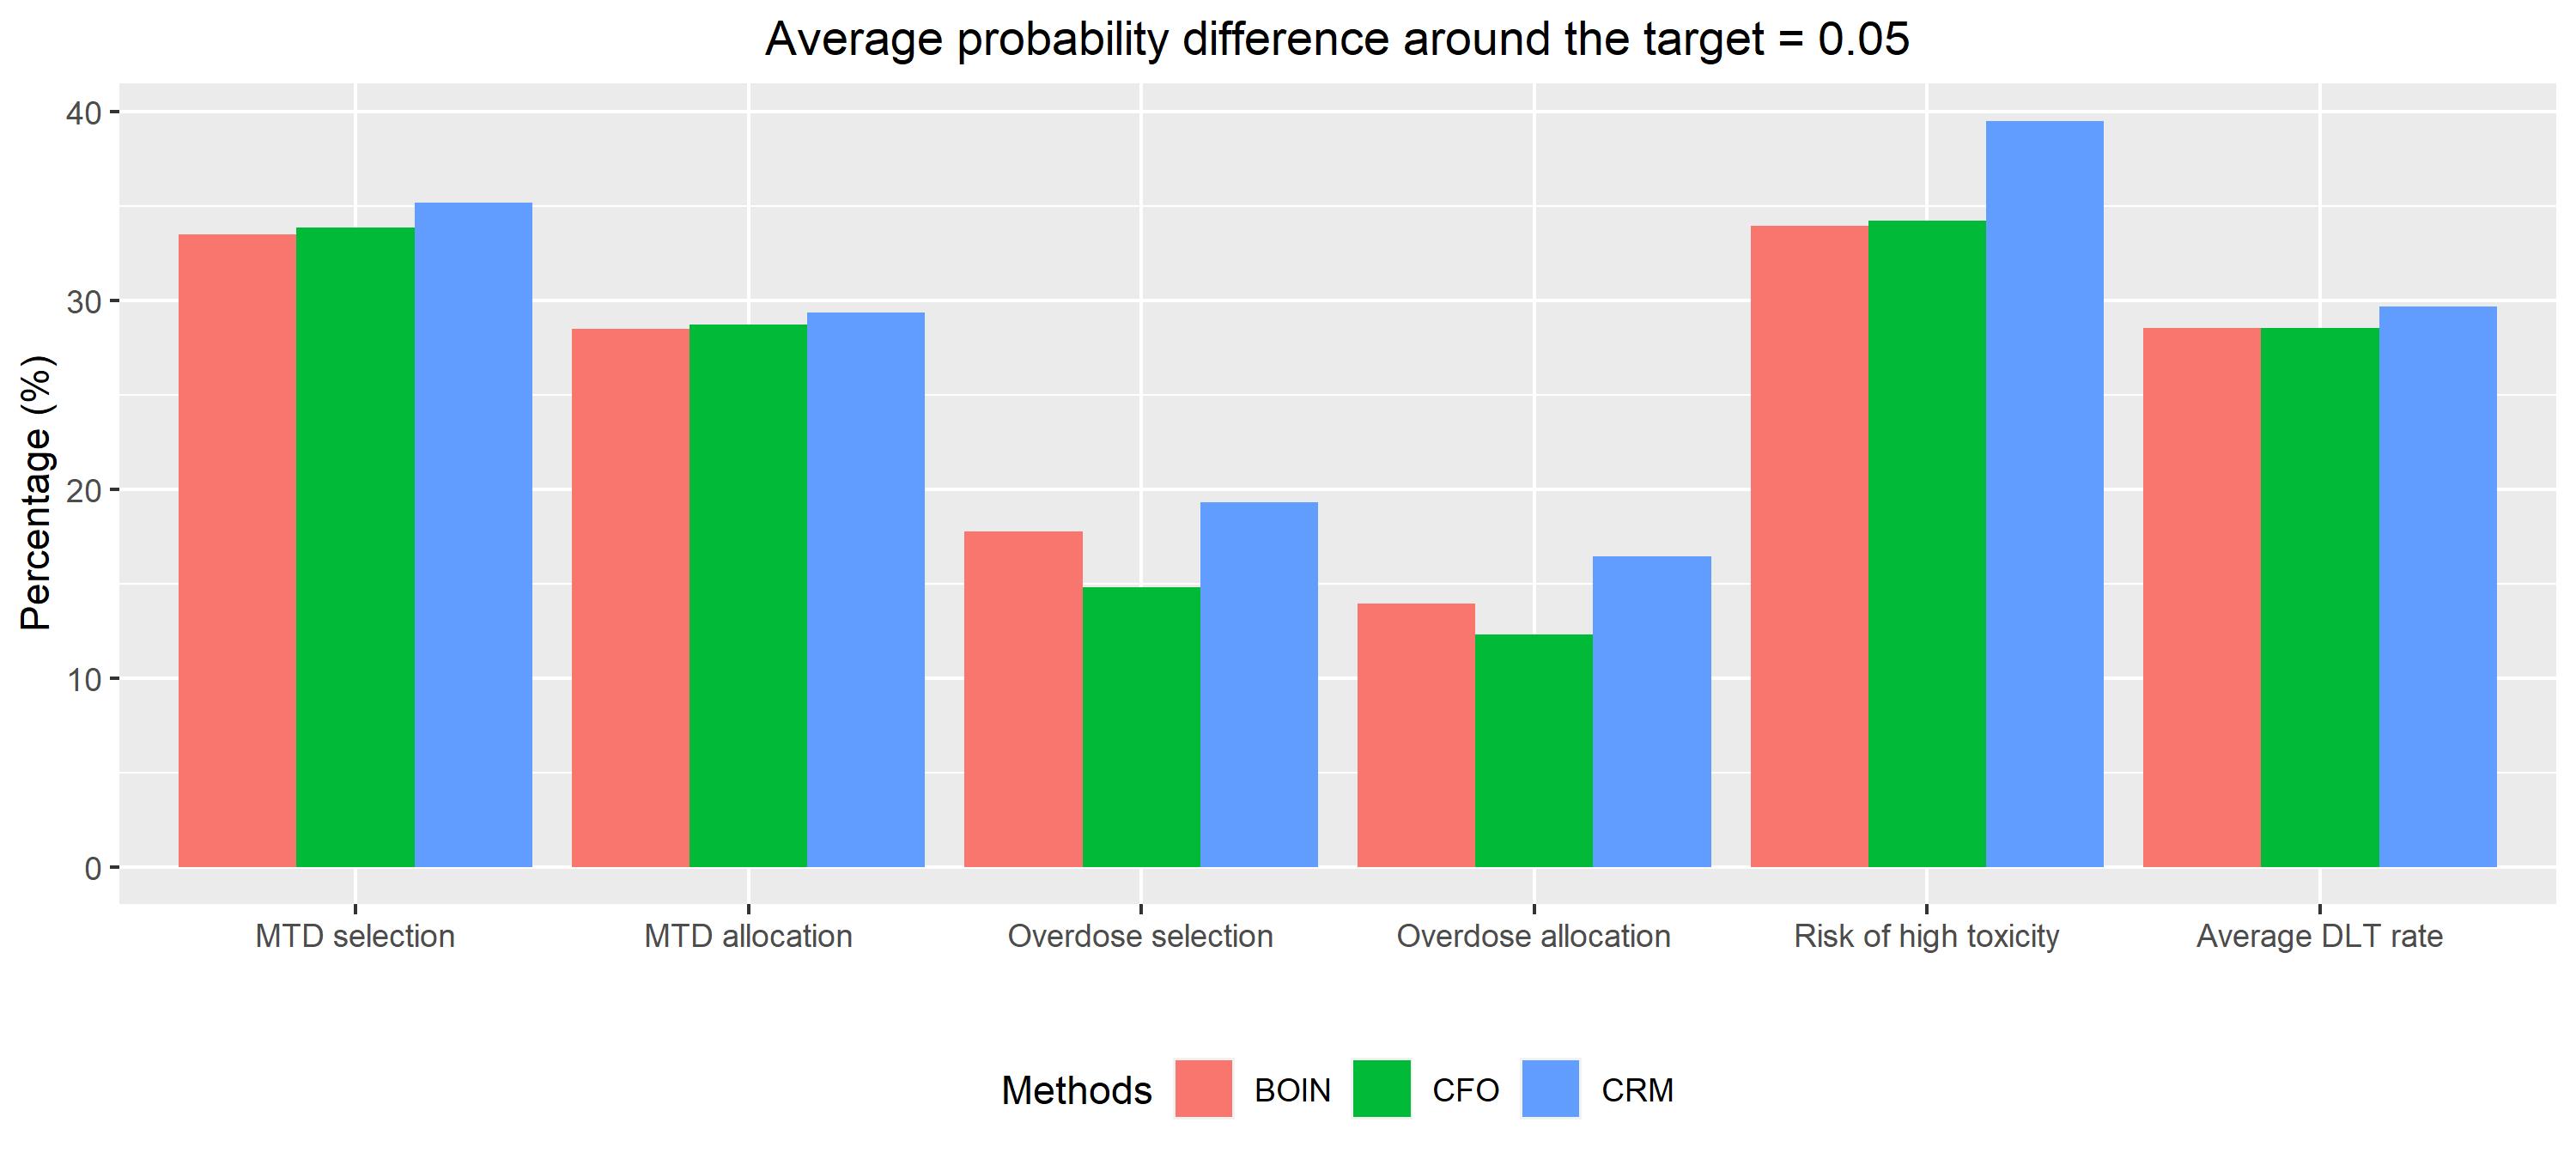 Average probability difference around the target = 0.05
Percentage (%)
40
30
20
10
0
MTD selection MTD allocation Overdose selection Overdose allocation Risk of high toxicity Average DLT rate
Methods BOIN CFO CRM